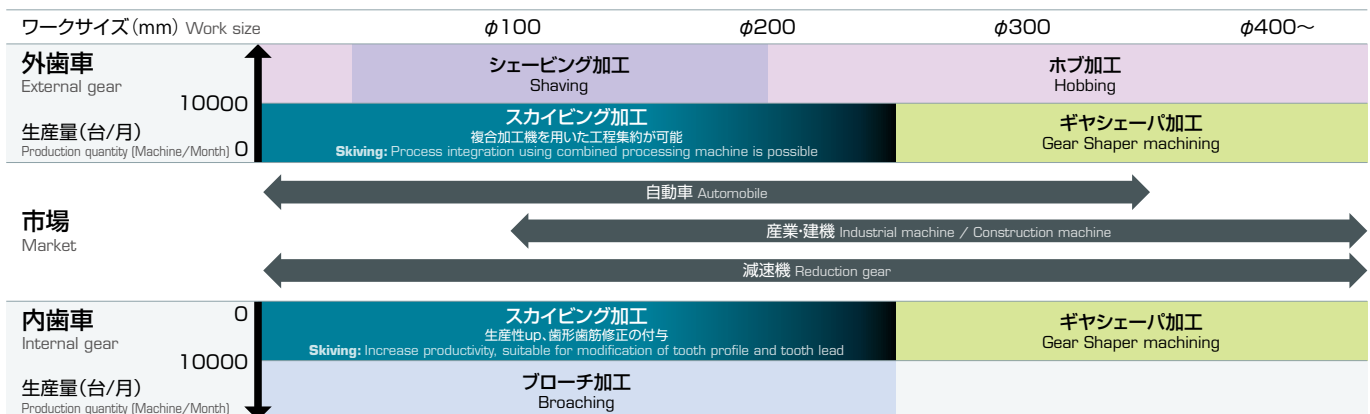 ワークサイズ(mm) Work size φ100 φ200 φ300 φ400～
外歯車
External gear
シェービング加工
Shaving
ホブ加工
Hobbing
10000
生産量(台/月)
Production quantity (Machine/Month) 0
スカイビング加工
複合加工機を用いた工程集約が可能
Skiving: Process integration using combined processing machine is possible
ギヤシェーパ加工
Gear Shaper machining
市場
Market
自動車 Automobile
産業・建機 Industrial machine / Construction machine
減速機 Reduction gear
内歯車
Internal gear
0
スカイビング加工
生産性up、歯形歯筋修正の付与
Skiving: Increase productivity, suitable for modification of tooth profile and tooth lead
ギヤシェーパ加工
Gear Shaper machining
10000
生産量(台/月)
Production quantity (Machine/Month)
ブローチ加工
Broaching